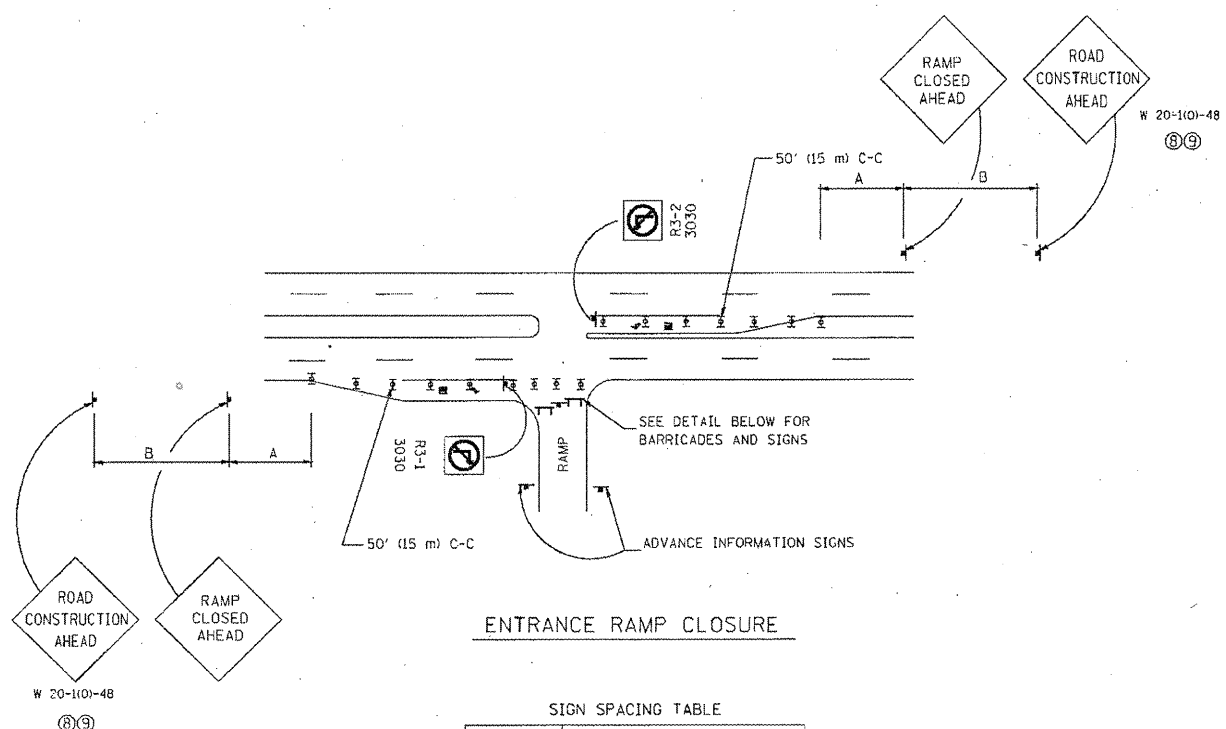 RAMP
CLOSED
AHEAD
ROAD
CONSTRUCTION
AHEAD
W 20-1(O)-48
⑧⑨
50' (15 m) C-C
A
B
R3-2
3030
SEE DETAIL BELOW FOR
BARRICADES AND SIGNS
RAMP
B
A
R3-1
3030
50' (15 m) C-C
ADVANCE INFORMATION SIGNS
ROAD
CONSTRUCTION
AHEAD
RAMP
CLOSED
AHEAD
W 20-1(O)-48
⑧⑨
ENTRANCE RAMP CLOSURE
SIGN SPACING TABLE